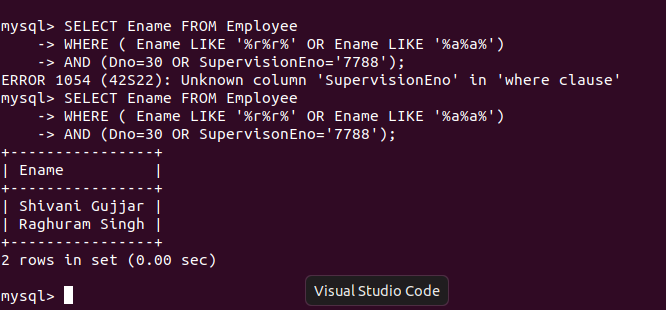 mysql> SELECT Ename FROM Employee
    -> WHERE ( Ename LIKE '%r%r%' OR Ename LIKE '%a%a%')
    -> AND (Dno=30 OR SupervisionEno='7788');
ERROR 1054 (42S22): Unknown column 'SupervisionEno' in 'where clause'
mysql> SELECT Ename FROM Employee
    -> WHERE ( Ename LIKE '%r%r%' OR Ename LIKE '%a%a%')
    -> AND (Dno=30 OR SupervisonEno='7788');
+----------------+
| Ename          |
+----------------+
| Shivani Gujjar |
| Raghuram Singh |
+----------------+
2 rows in set (0.00 sec)
mysql>
Visual Studio Code